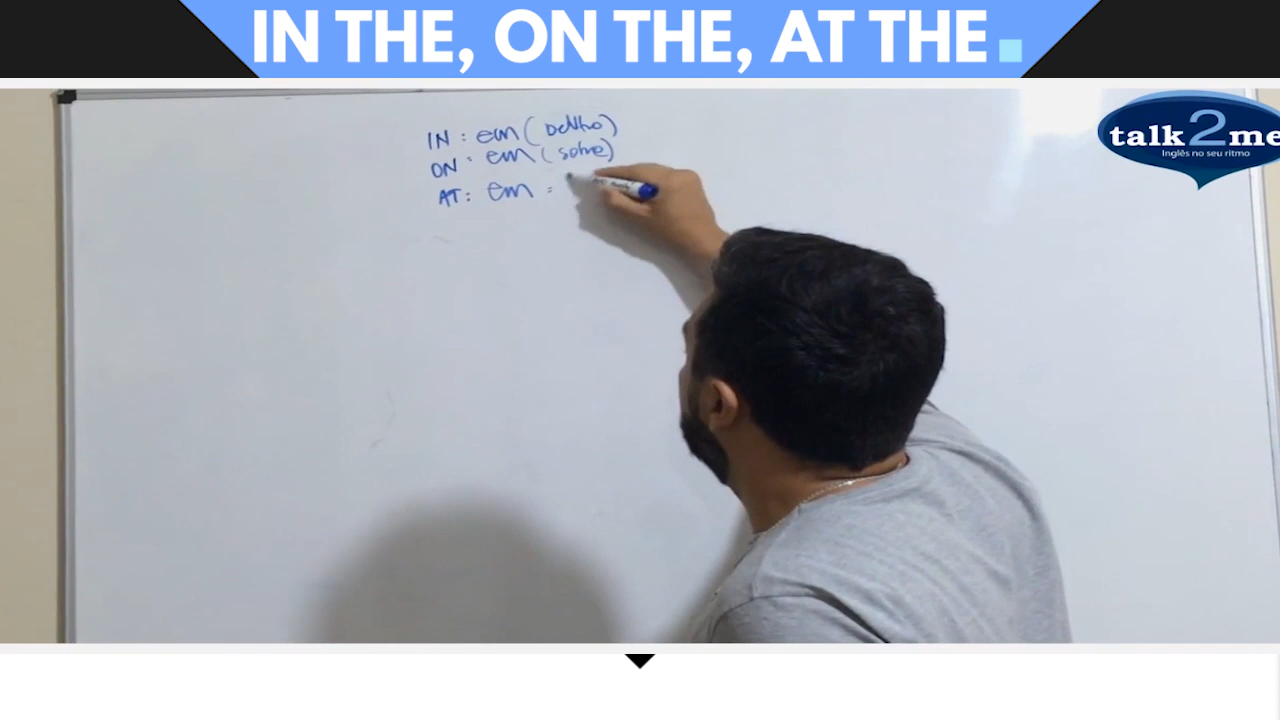 IN THE, ON THE, AT THE.
talk2me
Inglês no seu ritmo
IN : em (Dentro)
ON : em (sobre)
AT : em =